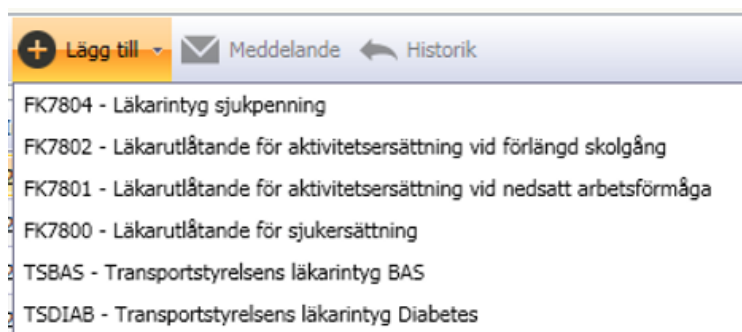 Lägg till Meddelande Historik
FK7804 - Läkarintyg sjukpenning
FK7802 - Läkarutlåtande för aktivitetsersättning vid förlängd skolgång
FK7801 - Läkarutlåtande för aktivitetsersättning vid nedsatt arbetsförmåga
FK7800 - Läkarutlåtande för sjukersättning
TSBAS - Transportstyrelsens läkarintyg BAS
TSDIAB - Transportstyrelsens läkarintyg Diabetes